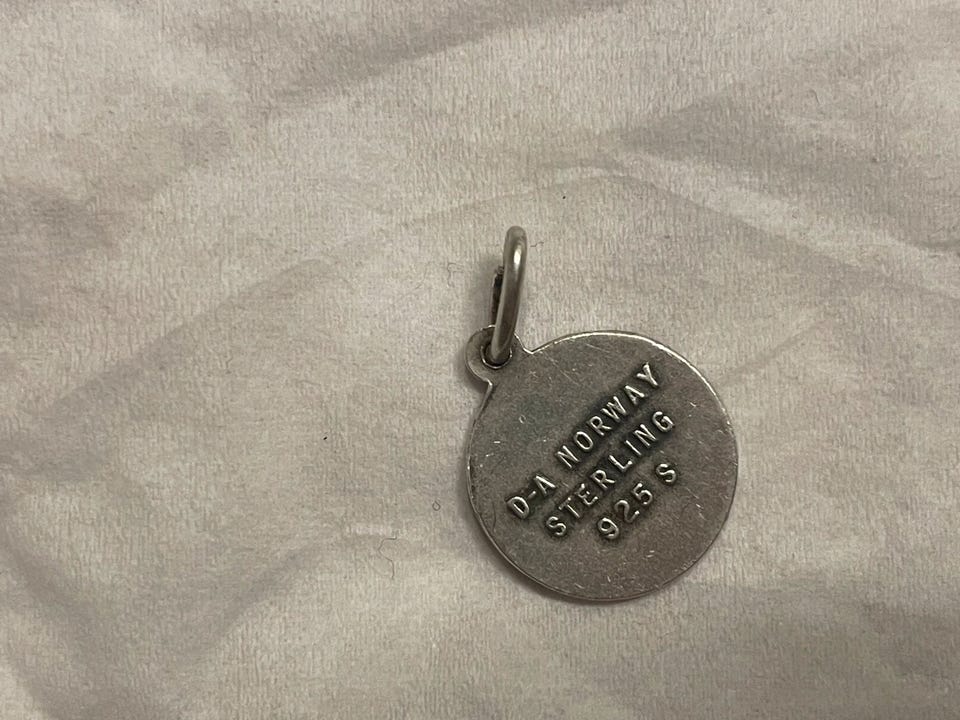 D-A NORWAY
STERLING
925 S